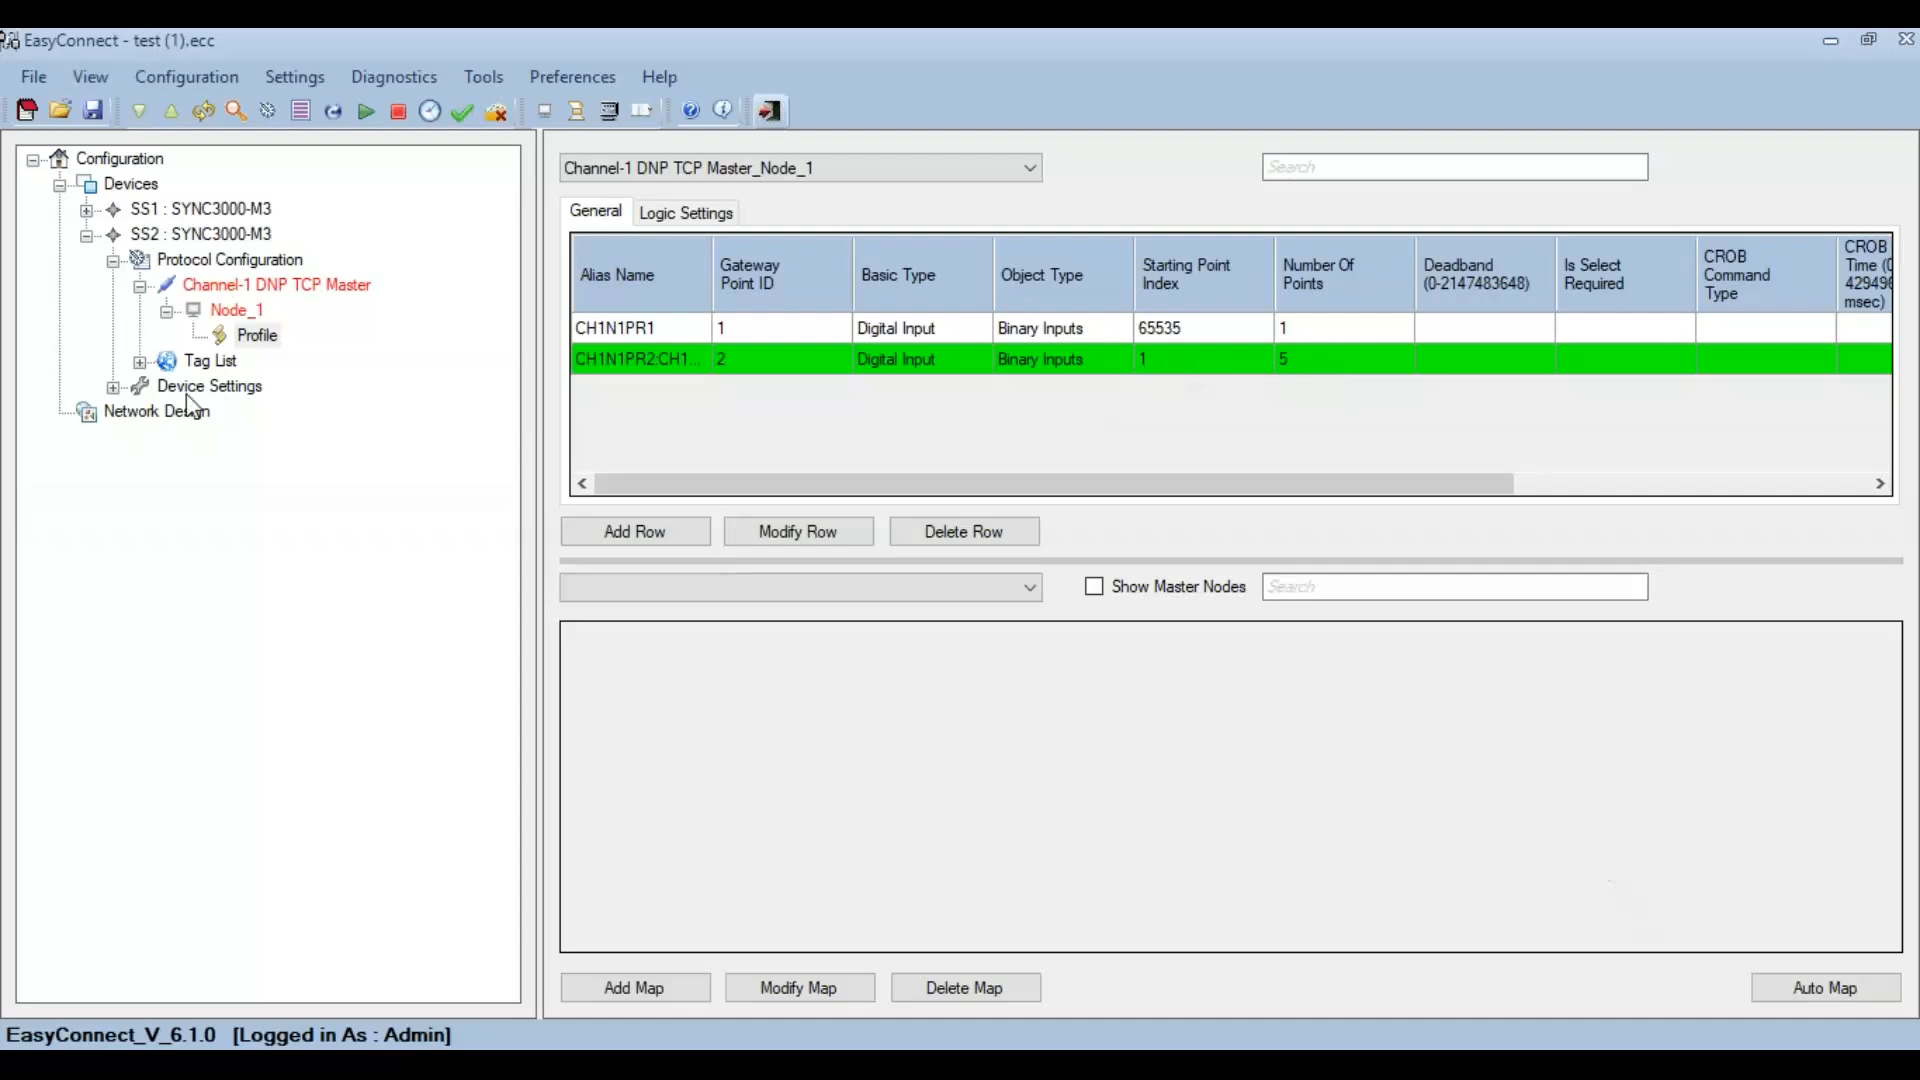 EasyConnect - test (1).ecc
File View Configuration Settings Diagnostics Tools Preferences Help
Configuration
Devices
SS1 : SYNC3000-M3
SS2 : SYNC3000-M3
Protocol Configuration
Channel-1 DNP TCP Master
Node_1
Profile
Tag List
Device Settings
Network Design
Channel-1 DNP TCP Master_Node_1
Search
General Logic Settings
Alias Name
Gateway
Point ID
Basic Type
Object Type
Starting Point
Index
Number Of
Points
Deadband
(0-2147483648)
Is Select
Required
CROB
Command
Type
CROB
Time (
42949
msec)
CH1N1PR1 1 Digital Input Binary Inputs 65535 1
CH1N1PR2:CH1... 2 Digital Input Binary Inputs 1 5
Add Row Modify Row Delete Row
Show Master Nodes Search
Add Map Modify Map Delete Map Auto Map
EasyConnect_V_6.1.0 [Logged in As : Admin]